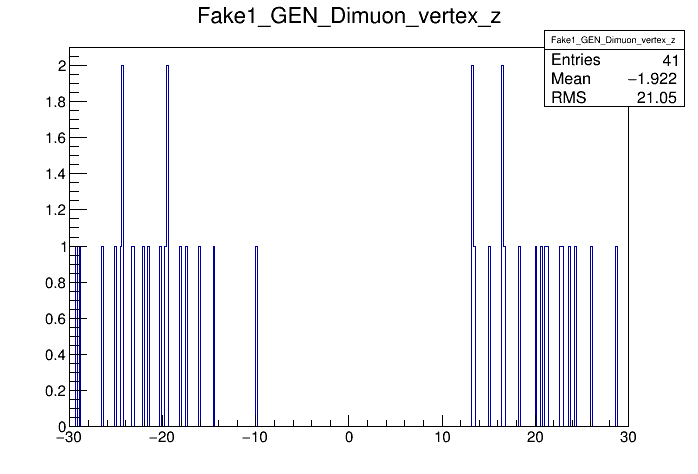 Fake1_GEN_Dimuon_vertex_z
Fake1_GEN_Dimuon_vertex_z
Entries 41
Mean −1.922
RMS 21.05
2
1.8
1.6
1.4
1.2
1
0.8
0.6
0.4
0.2
0
−30 −20 −10 0 10 20 30